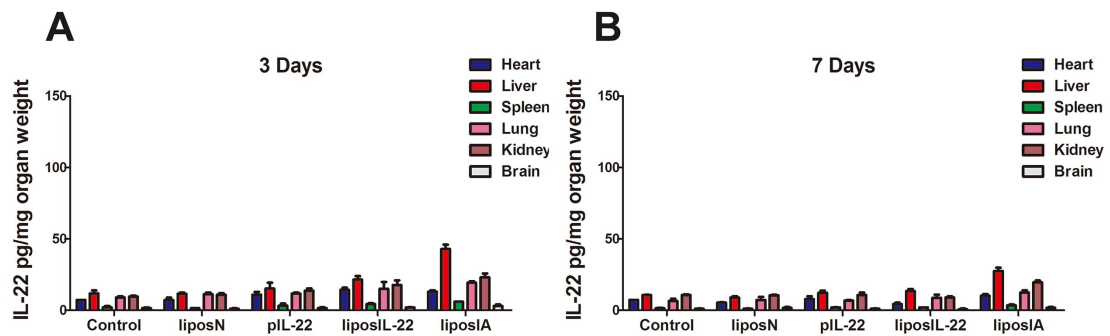 A
3 Days
IL-22 pg/mg organ weight
150
100
50
0
Control
liposN
pIL-22
liposIL-22
liposIA
Heart
Liver
Spleen
Lung
Kidney
Brain
B
7 Days
IL-22 pg/mg organ weight
150
100
50
0
Control
liposN
pIL-22
liposIL-22
liposIA
Heart
Liver
Spleen
Lung
Kidney
Brain